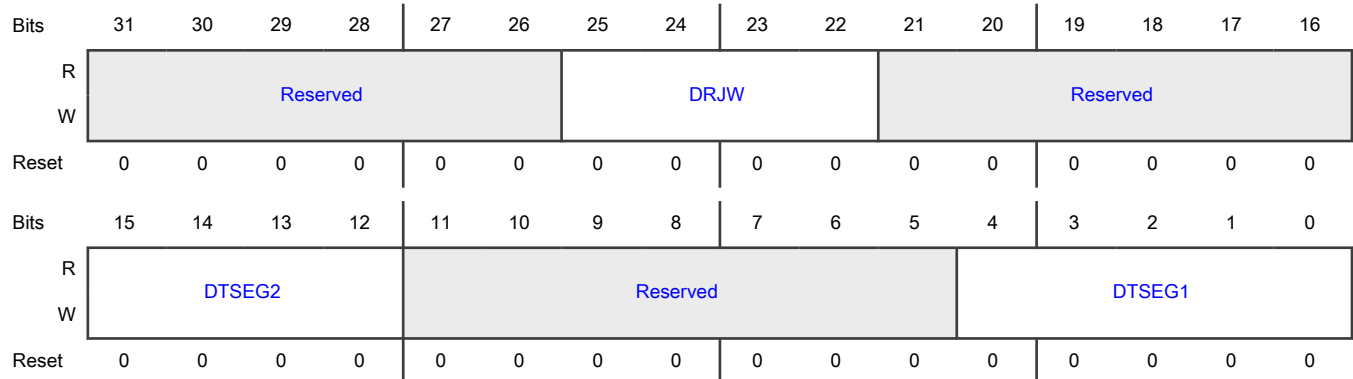 Bits 31 30 29 28 27 26 25 24 23 22 21 20 19 18 17 16
R
Reserved DRJW Reserved
W
Reset 0 0 0 0 0 0 0 0 0 0 0 0 0 0 0 0
Bits 15 14 13 12 11 10 9 8 7 6 5 4 3 2 1 0
R
DTSEG2 Reserved DTSEG1
W
Reset 0 0 0 0 0 0 0 0 0 0 0 0 0 0 0 0